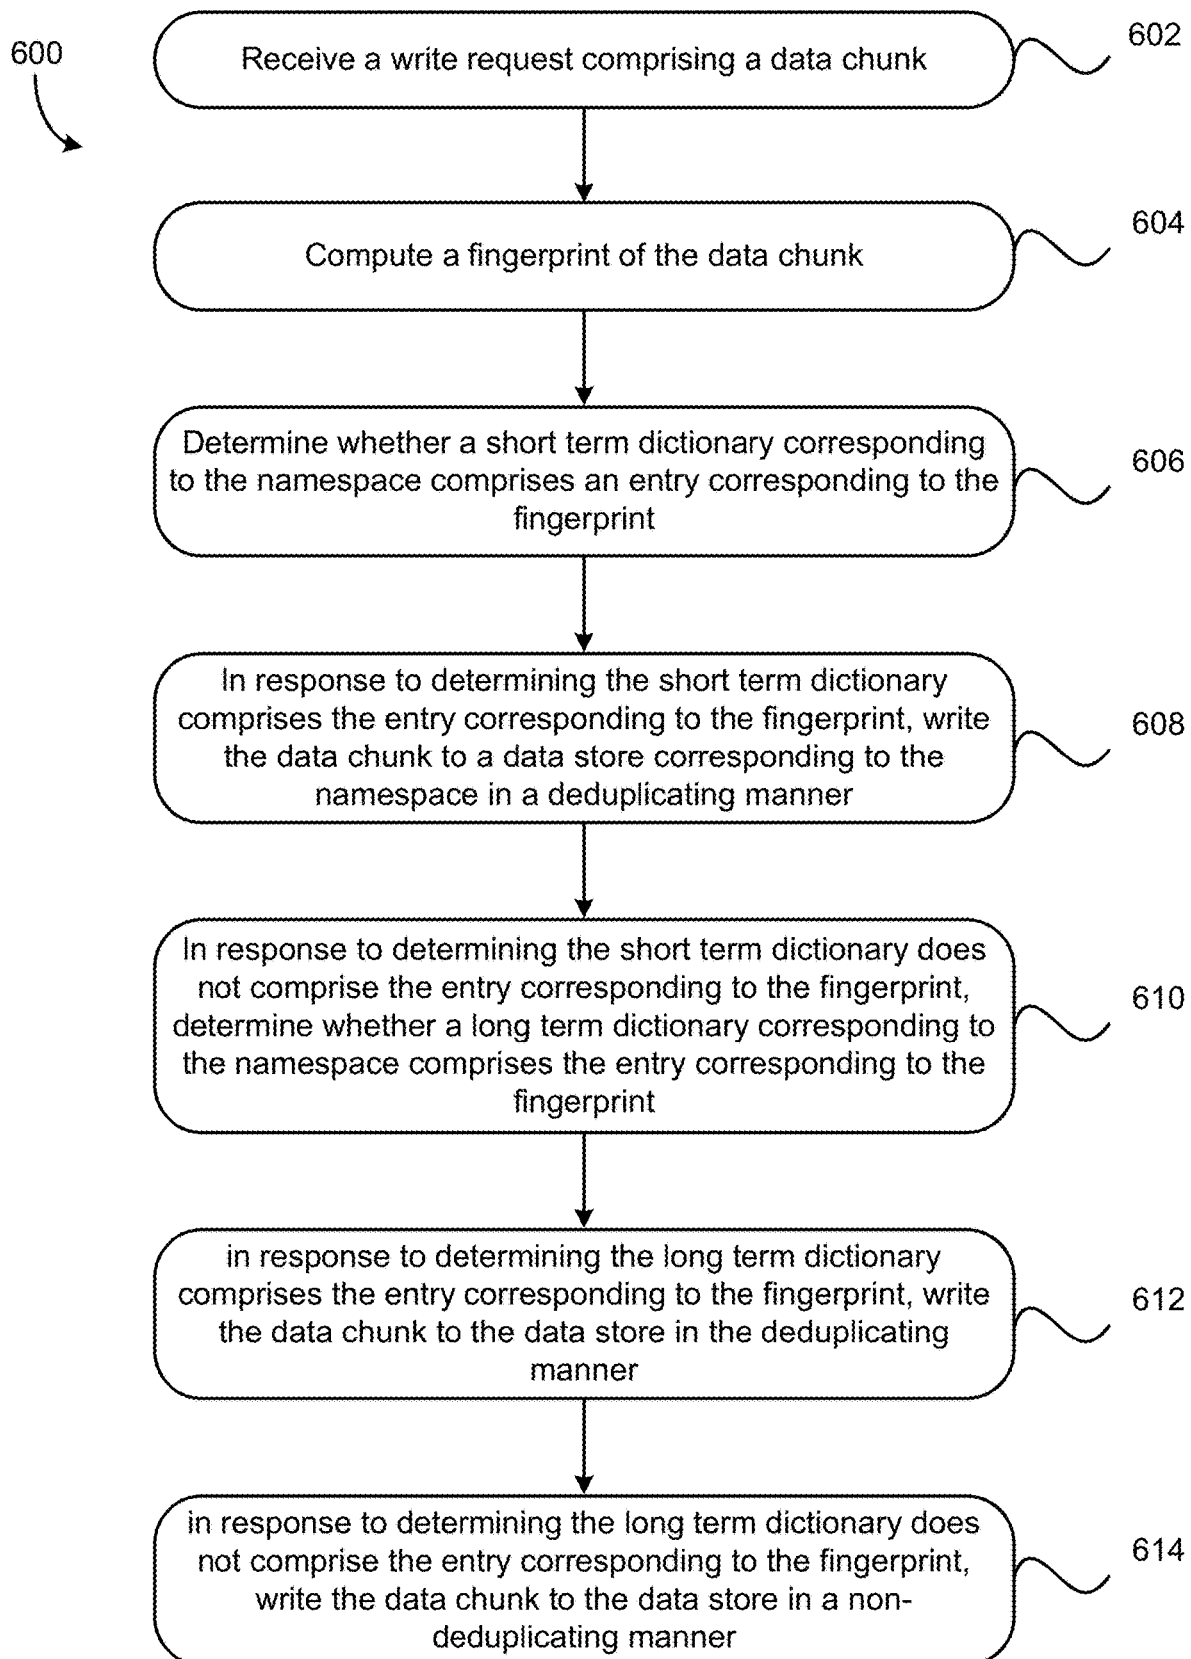 600
Receive a write request comprising a data chunk
602
Compute a fingerprint of the data chunk
604
Determine whether a short term dictionary corresponding
to the namespace comprises an entry corresponding to the
fingerprint
606
In response to determining the short term dictionary
comprises the entry corresponding to the fingerprint, write
the data chunk to a data store corresponding to the
namespace in a deduplicating manner
608
In response to determining the short term dictionary does
not comprise the entry corresponding to the fingerprint,
determine whether a long term dictionary corresponding to
the namespace comprises the entry corresponding to the
fingerprint
610
in response to determining the long term dictionary
comprises the entry corresponding to the fingerprint, write
the data chunk to the data store in the deduplicating
manner
612
in response to determining the long term dictionary does
not comprise the entry corresponding to the fingerprint,
write the data chunk to the data store in a non-
deduplicating manner
614